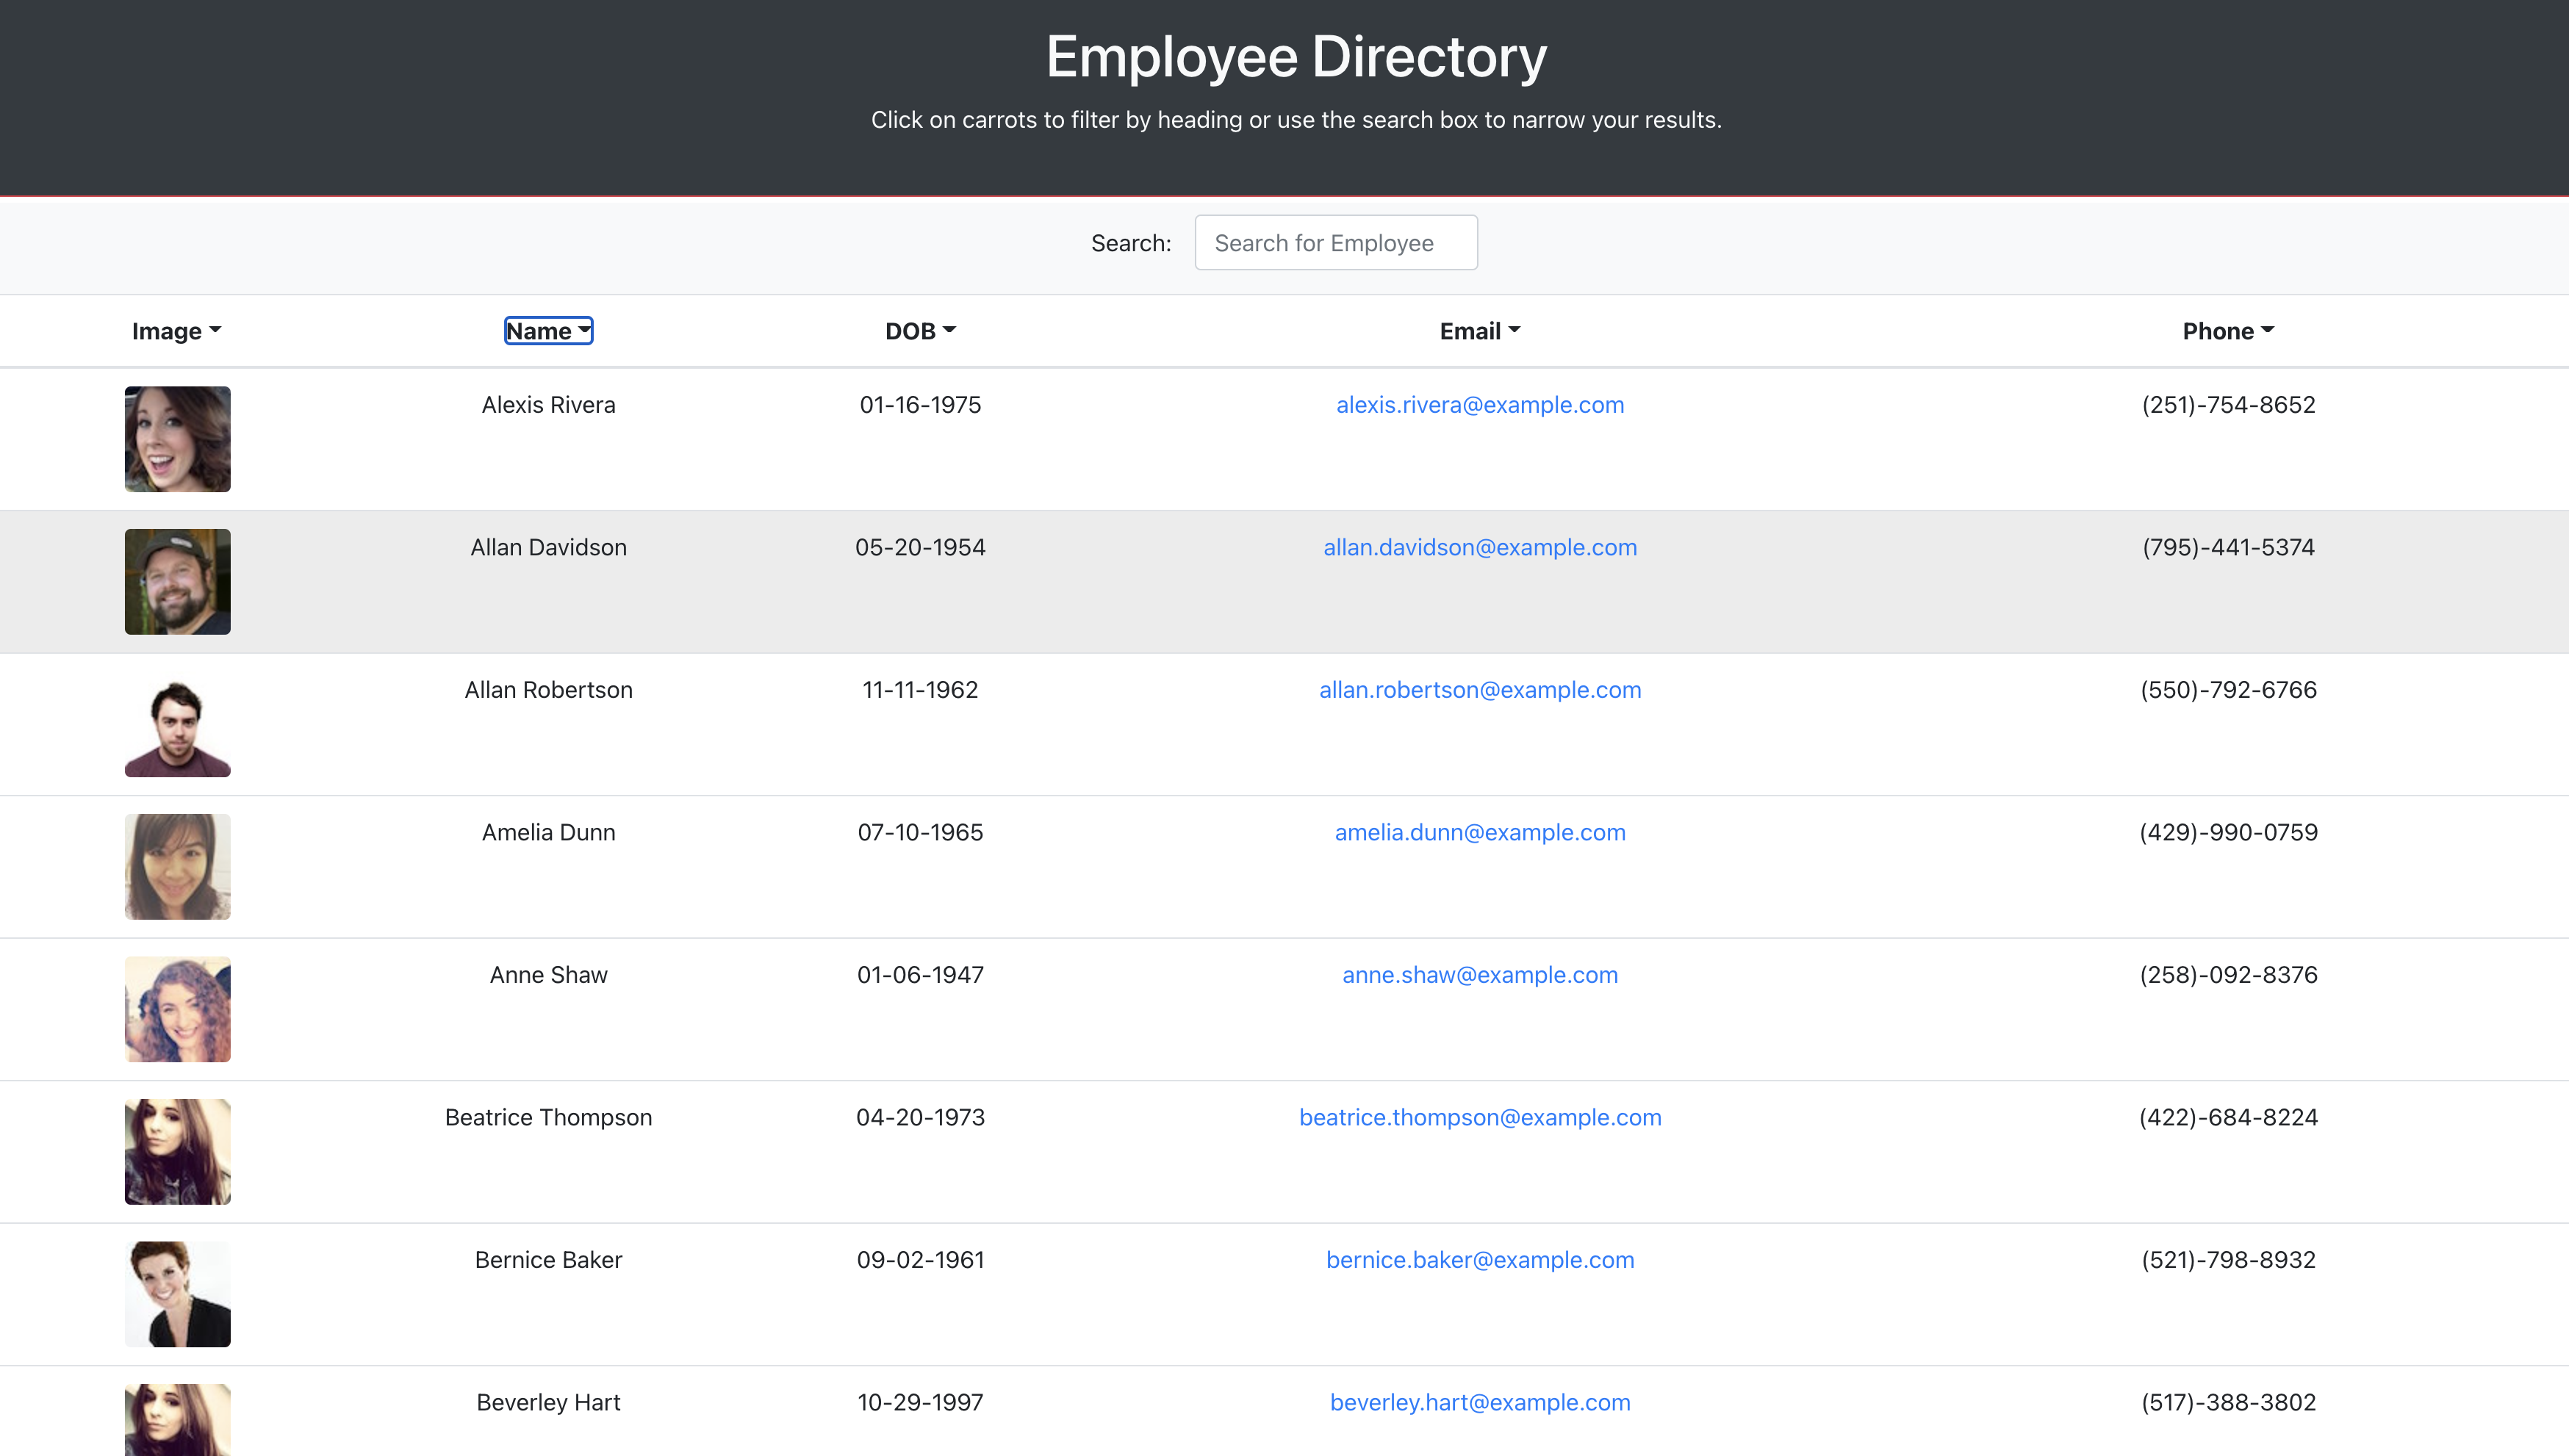 Employee Directory
Click on carrots to filter by heading or use the search box to narrow your results.
Search: Search for Employee
Image Name DOB Email Phone
Alexis Rivera 01-16-1975 alexis.rivera@example.com (251)-754-8652
Allan Davidson 05-20-1954 allan.davidson@example.com (795)-441-5374
Allan Robertson 11-11-1962 allan.robertson@example.com (550)-792-6766
Amelia Dunn 07-10-1965 amelia.dunn@example.com (429)-990-0759
Anne Shaw 01-06-1947 anne.shaw@example.com (258)-092-8376
Beatrice Thompson 04-20-1973 beatrice.thompson@example.com (422)-684-8224
Bernice Baker 09-02-1961 bernice.baker@example.com (521)-798-8932
Beverley Hart 10-29-1997 beverley.hart@example.com (517)-388-3802